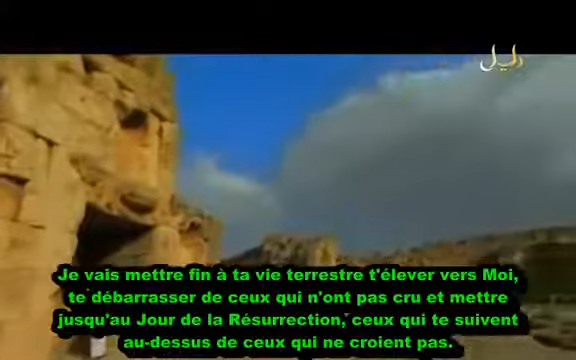 دليل
Je vais mettre fin à ta vie terrestre t'élever vers Moi,
te débarrasser de ceux qui n'ont pas cru et mettre
jusqu'au Jour de la Résurrection, ceux qui te suivent
au-dessus de ceux qui ne croient pas.